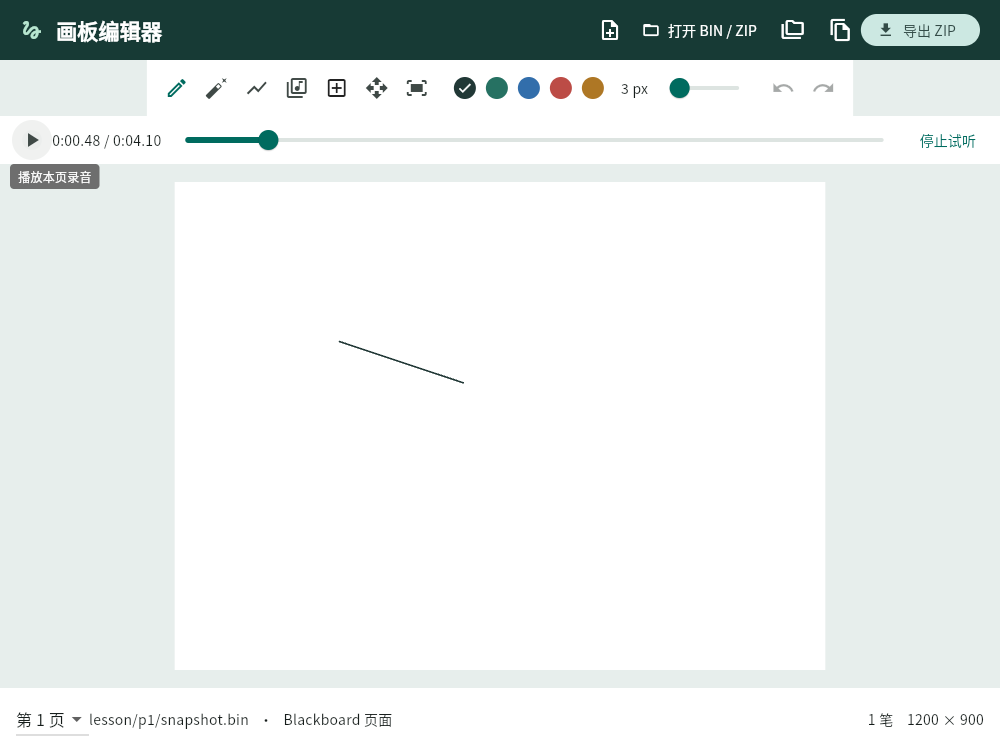 画板编辑器
打开 BIN / ZIP
导出 ZIP
3 px
0:00.48 / 0:04.10
停止试听
播放本页录音
第 1 页
lesson/p1/snapshot.bin · Blackboard 页面
1 笔 1200 × 900